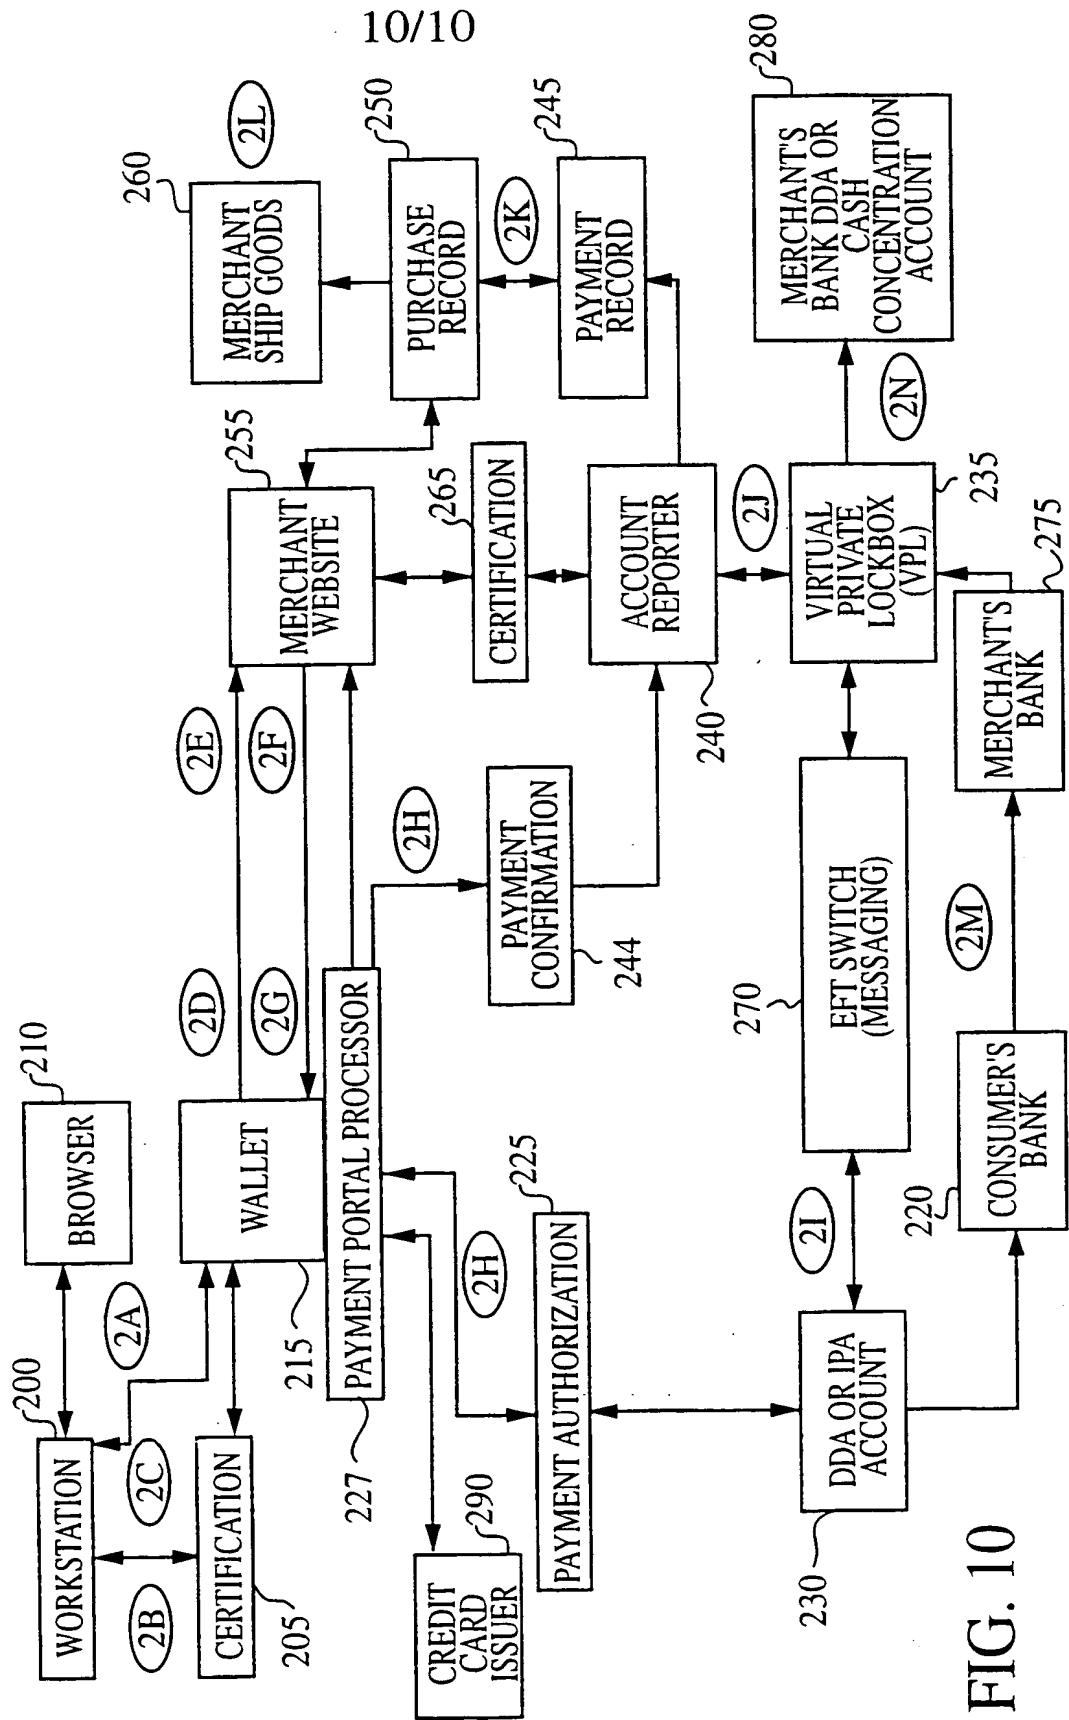 10/10
WORKSTATION
200
BROWSER
210
2A
2B
2C
CERTIFICATION
205
WALLET
215
2D
2E
2G
2F
MERCHANT
WEBSITE
255
MERCHANT
SHIP GOODS
260
2L
PAYMENT PORTAL PROCESSOR
227
CREDIT
CARD
ISSUER
290
2H
PAYMENT AUTHORIZATION
225
2H
PAYMENT
CONFIRMATION
244
CERTIFICATION
265
PURCHASE
RECORD
250
2K
PAYMENT
RECORD
245
ACCOUNT
REPORTER
240
2J
DDA OR IPA
ACCOUNT
230
2I
EFT SWITCH
(MESSAGING)
270
VIRTUAL
PRIVATE
LOCKBOX
(VPL)
235
2N
MERCHANT'S
BANK DDA OR
CASH
CONCENTRATION
ACCOUNT
280
CONSUMER'S
BANK
220
2M
MERCHANT'S
BANK
275
FIG. 10